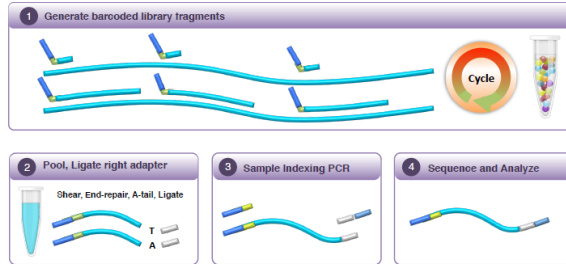 1 Generate barcoded library fragments
Cycle
2 Pool, Ligate right adapter
Shear, End-repair, A-tail, Ligate
T
A
3 Sample Indexing PCR
4 Sequence and Analyze